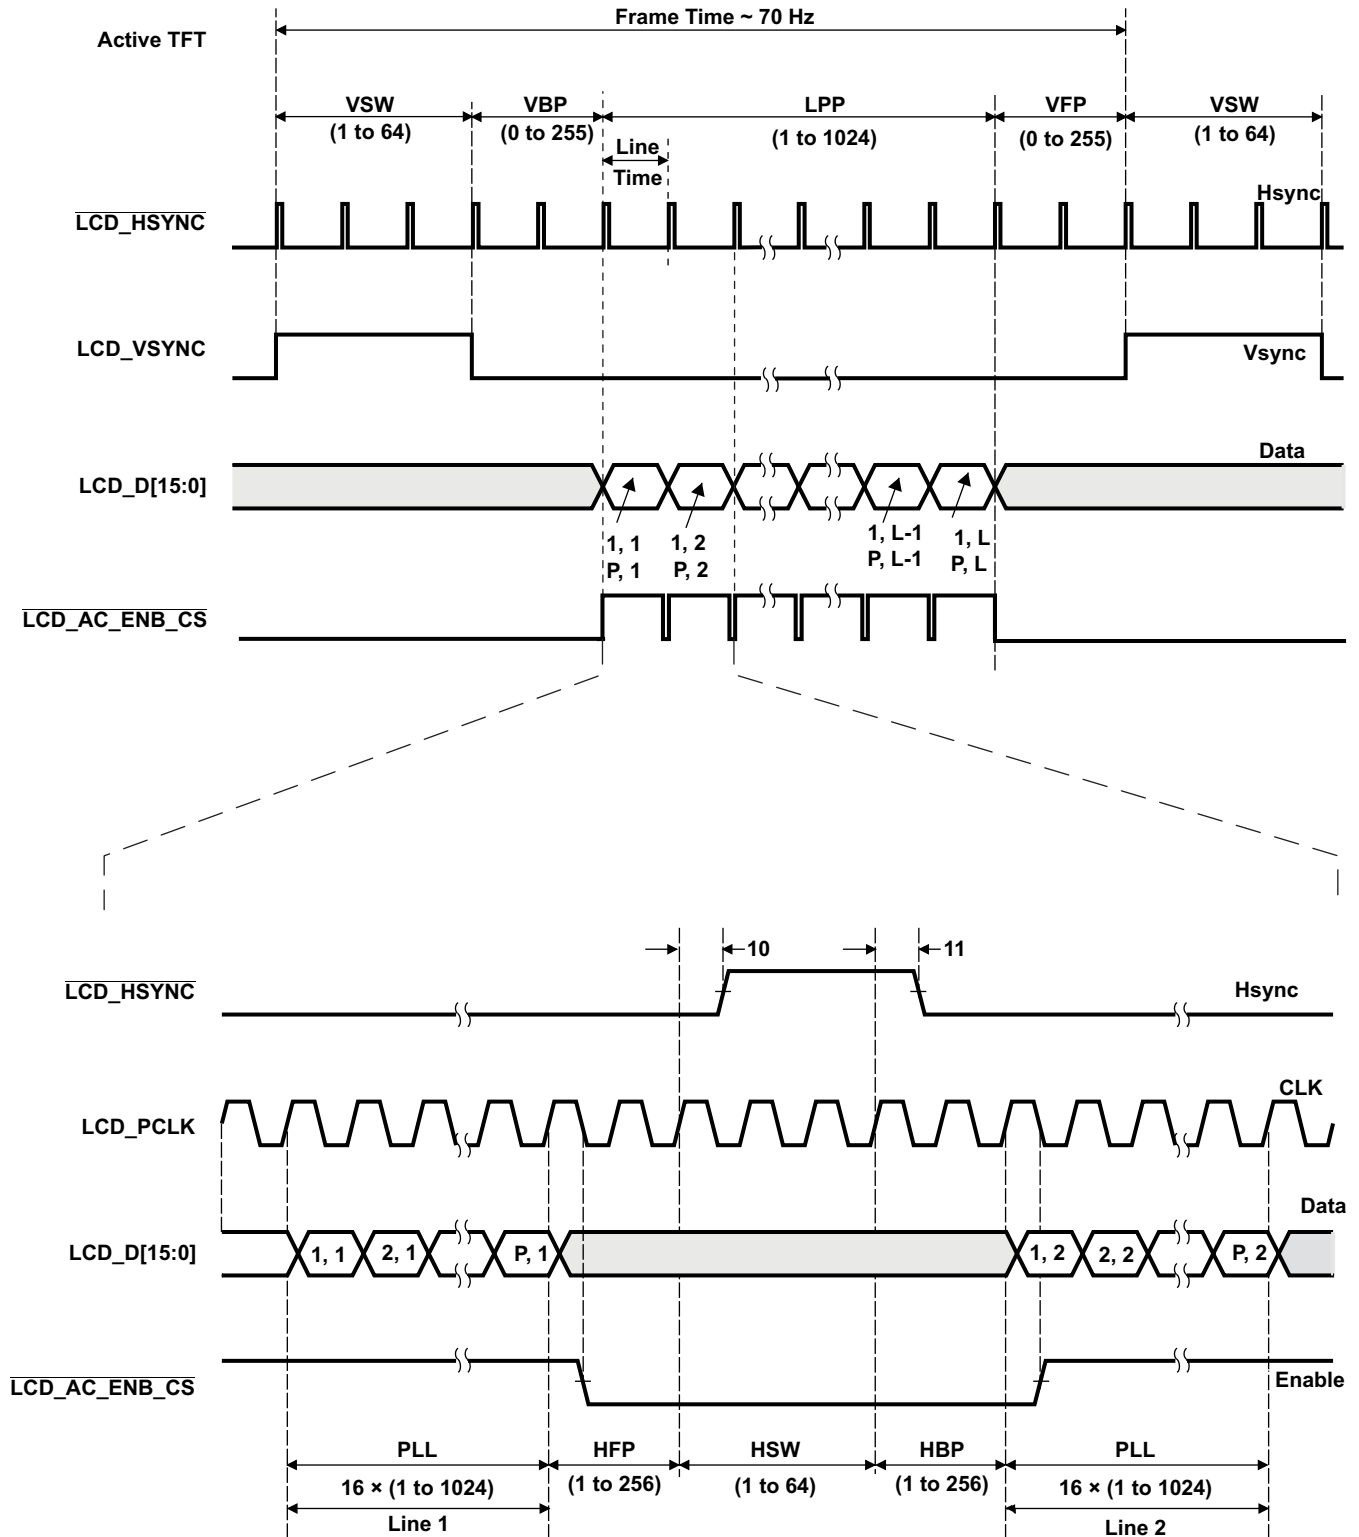 Frame Time ~ 70 Hz
Active TFT
VSW
(1 to 64)
VBP
(0 to 255)
LPP
(1 to 1024)
VFP
(0 to 255)
VSW
(1 to 64)
Line
Time
LCD_HSYNC
Hsync
LCD_VSYNC
Vsync
Data
LCD_D[15:0]
1, 1
P, 1
1, 2
P, 2
1, L-1
P, L-1
1, L
P, L
LCD_AC_ENB_CS
10
11
LCD_HSYNC
Hsync
CLK
LCD_PCLK
Data
LCD_D[15:0]
1, 1
2, 1
P, 1
1, 2
2, 2
P, 2
LCD_AC_ENB_CS
Enable
PLL
16 × (1 to 1024)
Line 1
HFP
(1 to 256)
HSW
(1 to 64)
HBP
(1 to 256)
PLL
16 × (1 to 1024)
Line 2